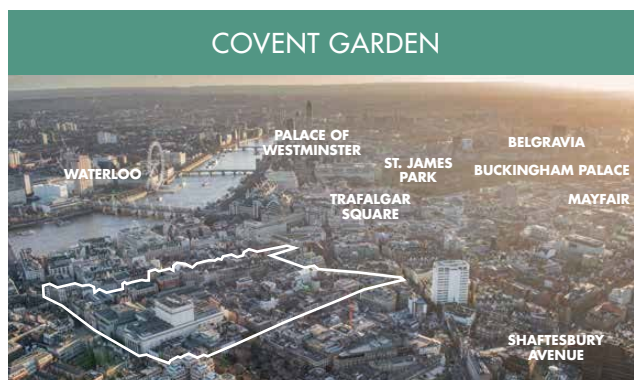 COVENT GARDEN
PALACE OF
WESTMINSTER
BELGRAVIA
ST. JAMES
PARK
WATERLOO
BUCKINGHAM PALACE
TRAFALGAR
SQUARE
MAYFAIR
SHAFTESBURY
AVENUE